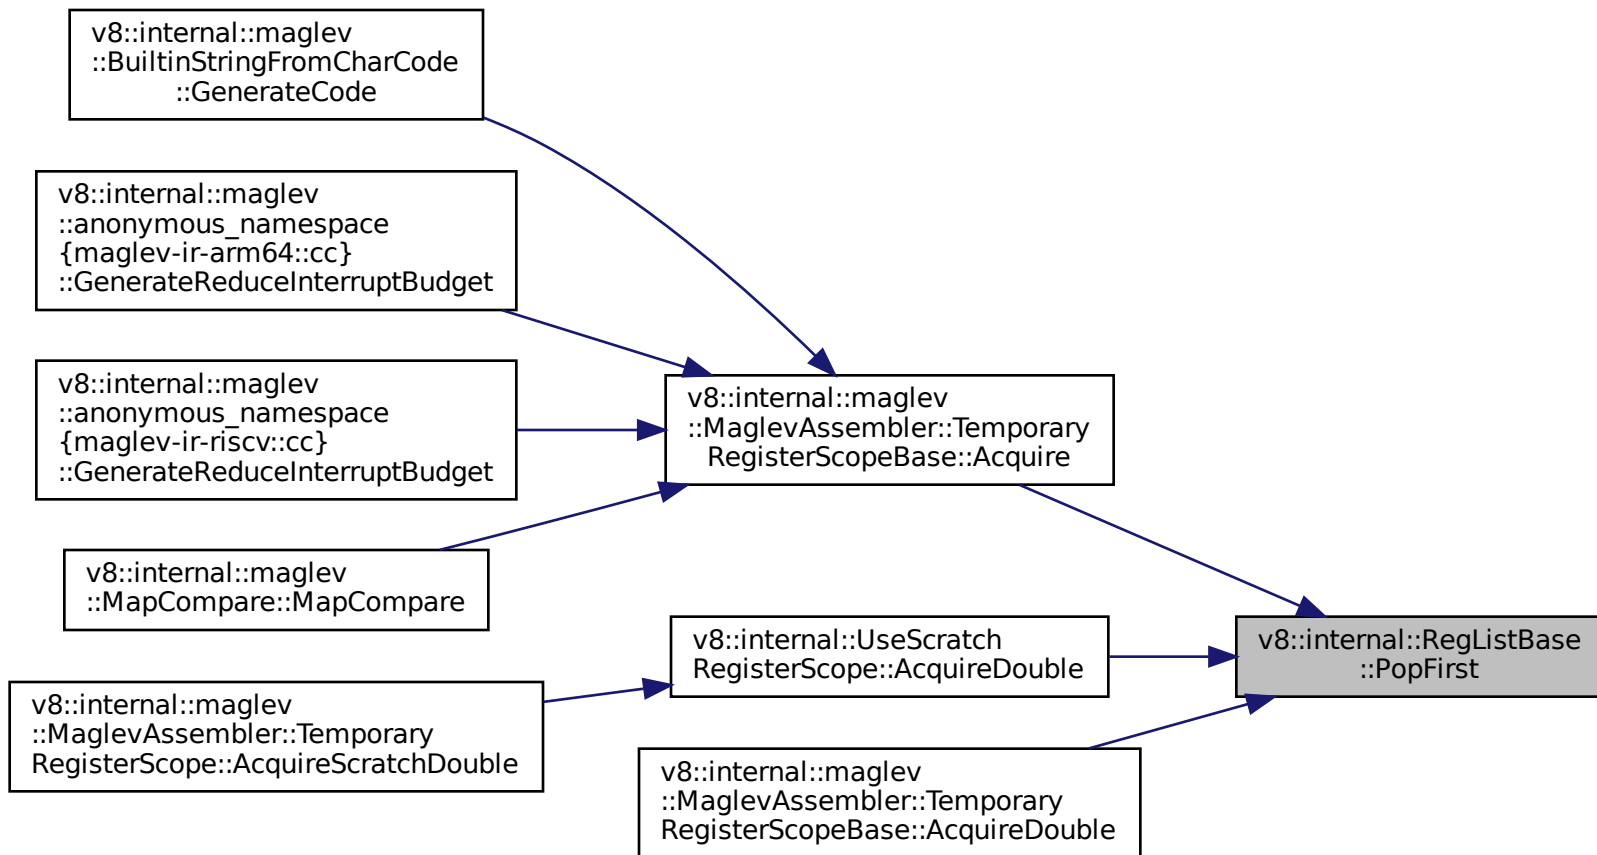 v8::internal::maglev
::BuiltinStringFromCharCode
::GenerateCode
v8::internal::maglev
::anonymous_namespace
{maglev-ir-arm64::cc}
::GenerateReduceInterruptBudget
v8::internal::maglev
::anonymous_namespace
{maglev-ir-riscv::cc}
::GenerateReduceInterruptBudget
v8::internal::maglev
::MapCompare::MapCompare
v8::internal::maglev
::MaglevAssembler::Temporary
RegisterScope::AcquireScratchDouble
v8::internal::maglev
::MaglevAssembler::Temporary
RegisterScopeBase::Acquire
v8::internal::UseScratch
RegisterScope::AcquireDouble
v8::internal::maglev
::MaglevAssembler::Temporary
RegisterScopeBase::AcquireDouble
v8::internal::RegListBase
::PopFirst